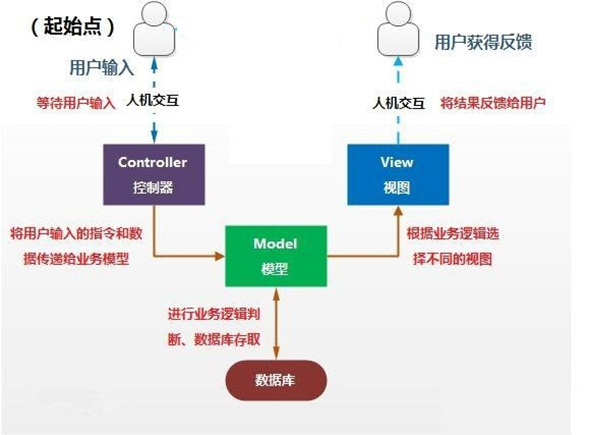 （起始点）
用户输入
用户获得反馈
等待用户输入
人机交互
人机交互
将结果反馈给用户
Controller
控制器
View
视图
将用户输入的指令和数
据传递给业务模型
Model
模型
根据业务逻辑选
择不同的视图
进行业务逻辑判
断、数据库存取
数据库